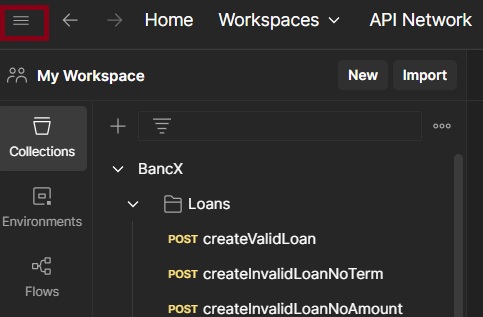 Home Workspaces API Network
My Workspace New Import
Collections
BancX
Loans
Environments
POST createValidLoan
POST createInvalidLoanNoTerm
Flows
POST createInvalidLoanNoAmount